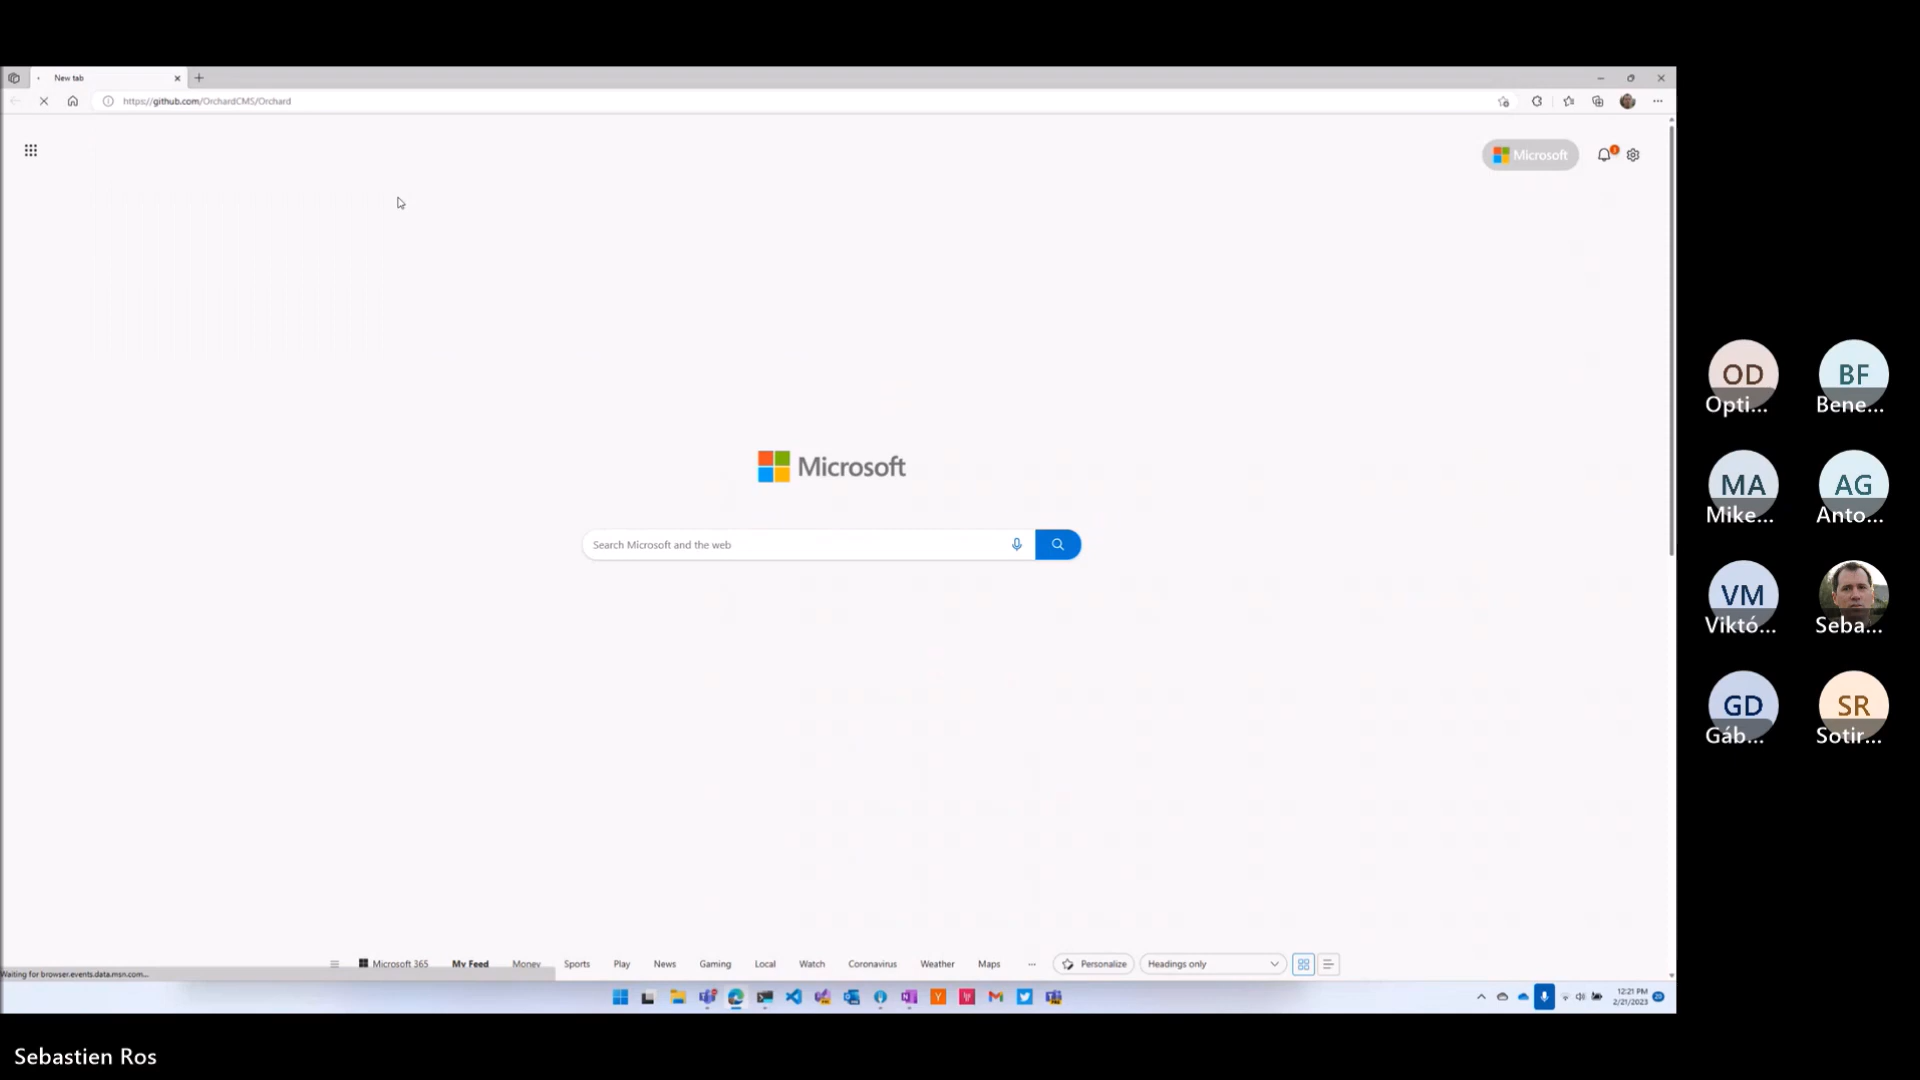 New tab
https://github.com/OrchardCMS/Orchard
Microsoft
Microsoft
Search Microsoft and the web
OD
Opti...
BF
Bene...
MA
Mike...
AG
Anto...
VM
Viktó...
Seba...
GD
Gáb...
SR
Sotir...
Microsoft 365 My Feed Money Sports Play News Gaming Local Watch Coronavirus Weather Maps ... Personalize Headings only
Waiting for browser.events.data.msn.com...
12:21 PM
2/21/2023
Sebastien Ros